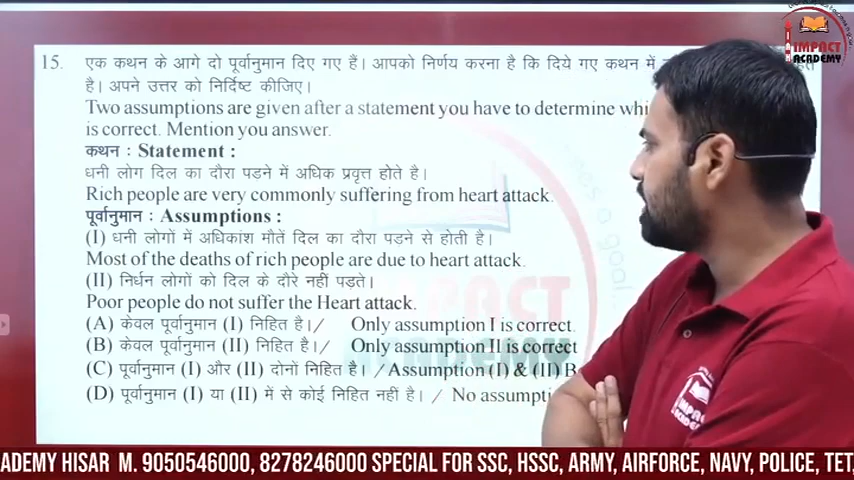 IMPACT
ACADEMY
15. एक कथन के आगे दो पूर्वानुमान दिए गए हैं। आपको निर्णय करना है कि दिये गए कथन में
है। अपने उत्तर को निर्दिष्ट कीजिए।
Two assumptions are given after a statement you have to determine
is correct. Mention you answer.
कथन : Statement :
धनी लोग दिल का दौरा पडने में अधिक प्रवृत्त होते है।
Rich people are very commonly suffering from heart attack.
पूर्वानुमान : Assumptions :
(I) धनी लोगों में अधिकांश मौतें दिल का दौरा पडने से होती है।
Most of the deaths of rich people are due to heart attack.
(II) निर्धन लोगों को दिल के दौरे नहीं पड़ते।
Poor people do not suffer the Heart attack.
(A) केवल पूर्वानुमान (I) निहित है। / Only assumption I is correct.
(B) केवल पूर्वानुमान (II) निहित है। / Only assumption II is correct
(C) पूर्वानुमान (I) और (II) दोनों निहित है। / Assumption (I) & (II) B
(D) पूर्वानुमान (I) या (II) में से कोई निहित नहीं है। / No
IMPACT
ACADEMY
ADEMY HISAR M. 9050546000, 8278246000 SPECIAL FOR SSC, HSSC, ARMY, AIRFORCE, NAVY, POLICE, TET,